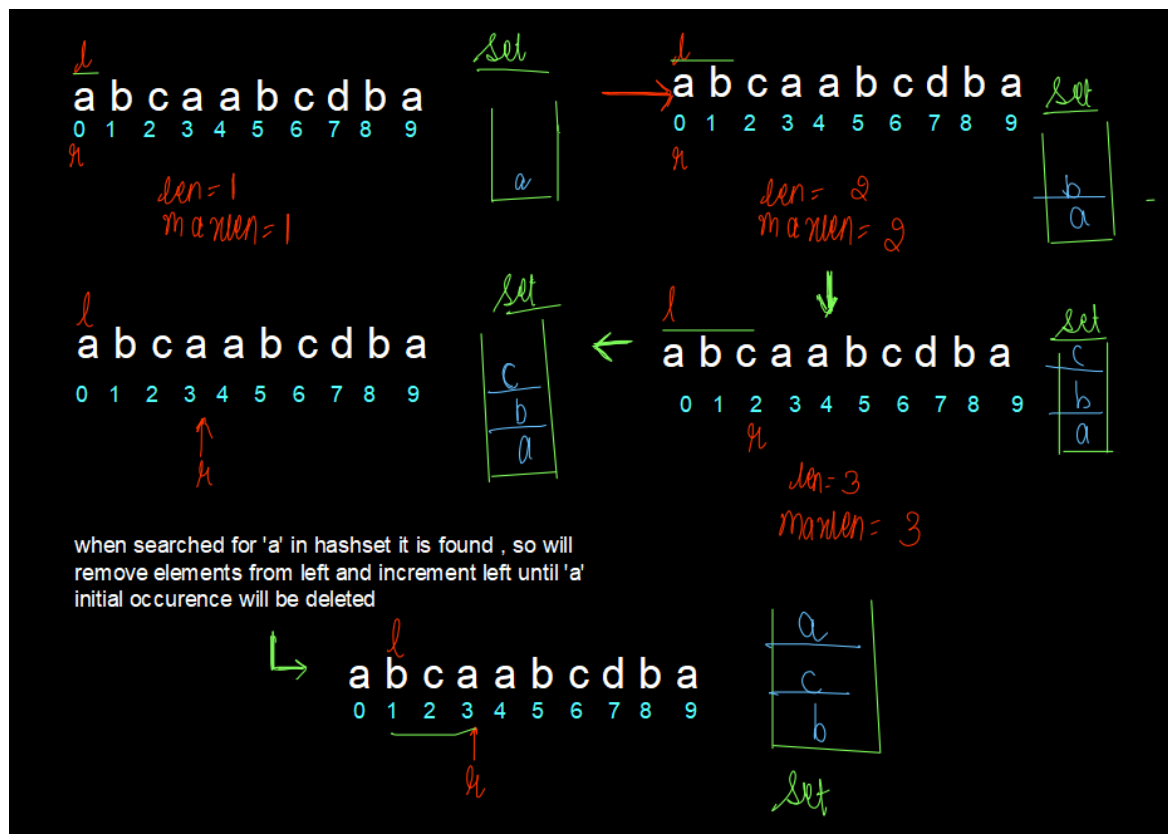 l
set
a b c a a b c d b a
0 1 2 3 4 5 6 7 8 9
r
a
len = 1
maxlen = 1
l
a b c a a b c d b a
set
0 1 2 3 4 5 6 7 8 9
r
b
a
len = 2
maxlen = 2
l
set
a b c a a b c d b a
0 1 2 3 4 5 6 7 8 9
c
b
a
r
l
set
a b c a a b c d b a
c
b
a
0 1 2 3 4 5 6 7 8 9
r
len = 3
maxlen = 3
when searched for 'a' in hashset it is found , so will
remove elements from left and increment left until 'a'
initial occurence will be deleted
l
a b c a a b c d b a
0 1 2 3 4 5 6 7 8 9
r
a
c
b
set